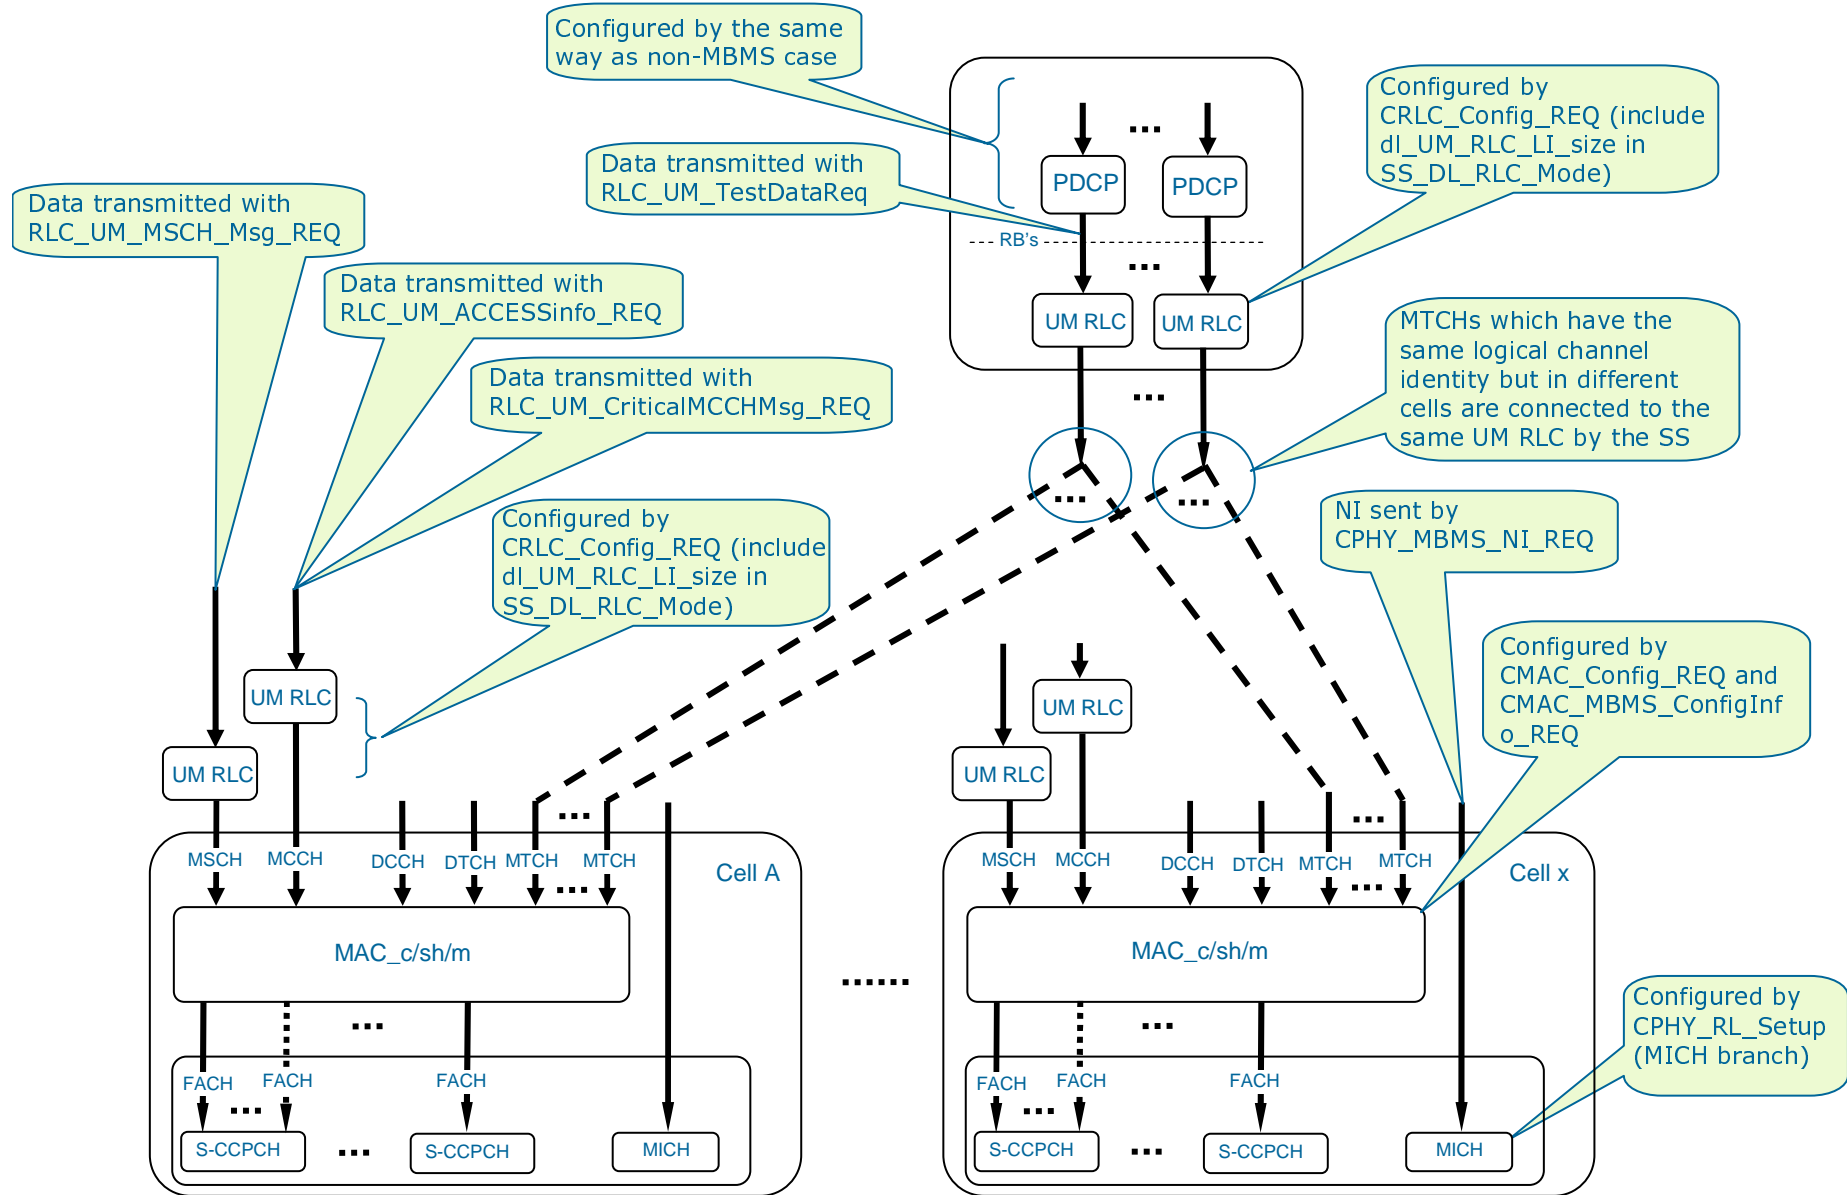 Configured by the same
way as non-MBMS case
Configured by
CRLC_Config_REQ (include
dl_UM_RLC_LI_size in
SS_DL_RLC_Mode)
Data transmitted with
RLC_UM_TestDataReq
PDCP
PDCP
Data transmitted with
RLC_UM_MSCH_Msg_REQ
RB's
Data transmitted with
RLC_UM_ACCESSinfo_REQ
UM RLC
UM RLC
MTCHs which have the
same logical channel
identity but in different
cells are connected to the
same UM RLC by the SS
Data transmitted with
RLC_UM_CriticalMCCHMsg_REQ
NI sent by
CPHY_MBMS_NI_REQ
Configured by
CRLC_Config_REQ (include
dl_UM_RLC_LI_size in
SS_DL_RLC_Mode)
Configured by
CMAC_Config_REQ and
CMAC_MBMS_ConfigInf
o_REQ
UM RLC
UM RLC
UM RLC
UM RLC
MSCH
MCCH
DCCH
DTCH
MTCH
MTCH
Cell A
MSCH
MCCH
DCCH
DTCH
MTCH
MTCH
Cell x
MAC_c/sh/m
MAC_c/sh/m
Configured by
CPHY_RL_Setup
(MICH branch)
FACH
FACH
FACH
FACH
FACH
FACH
S-CCPCH
S-CCPCH
MICH
S-CCPCH
S-CCPCH
MICH